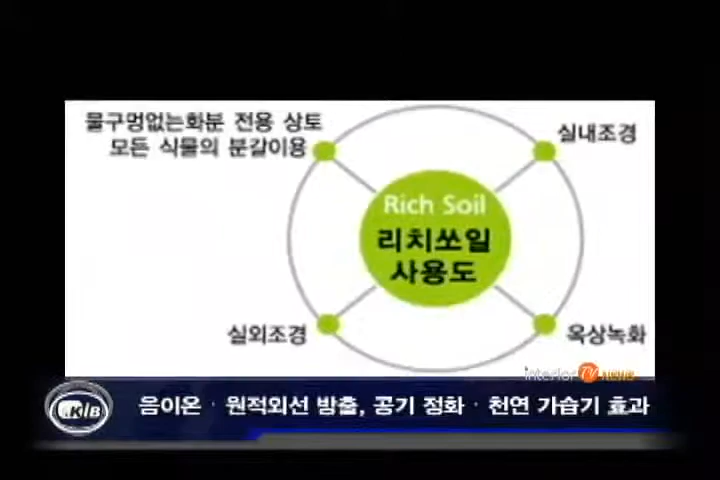 물구멍없는화분 전용 상토
모든 식물의 분갈이용
실내조경
Rich Soil
리치쏘일
사용도
실외조경
옥상녹화
interior TV news
KIB
음이온 · 원적외선 방출, 공기 정화 · 천연 가습기 효과